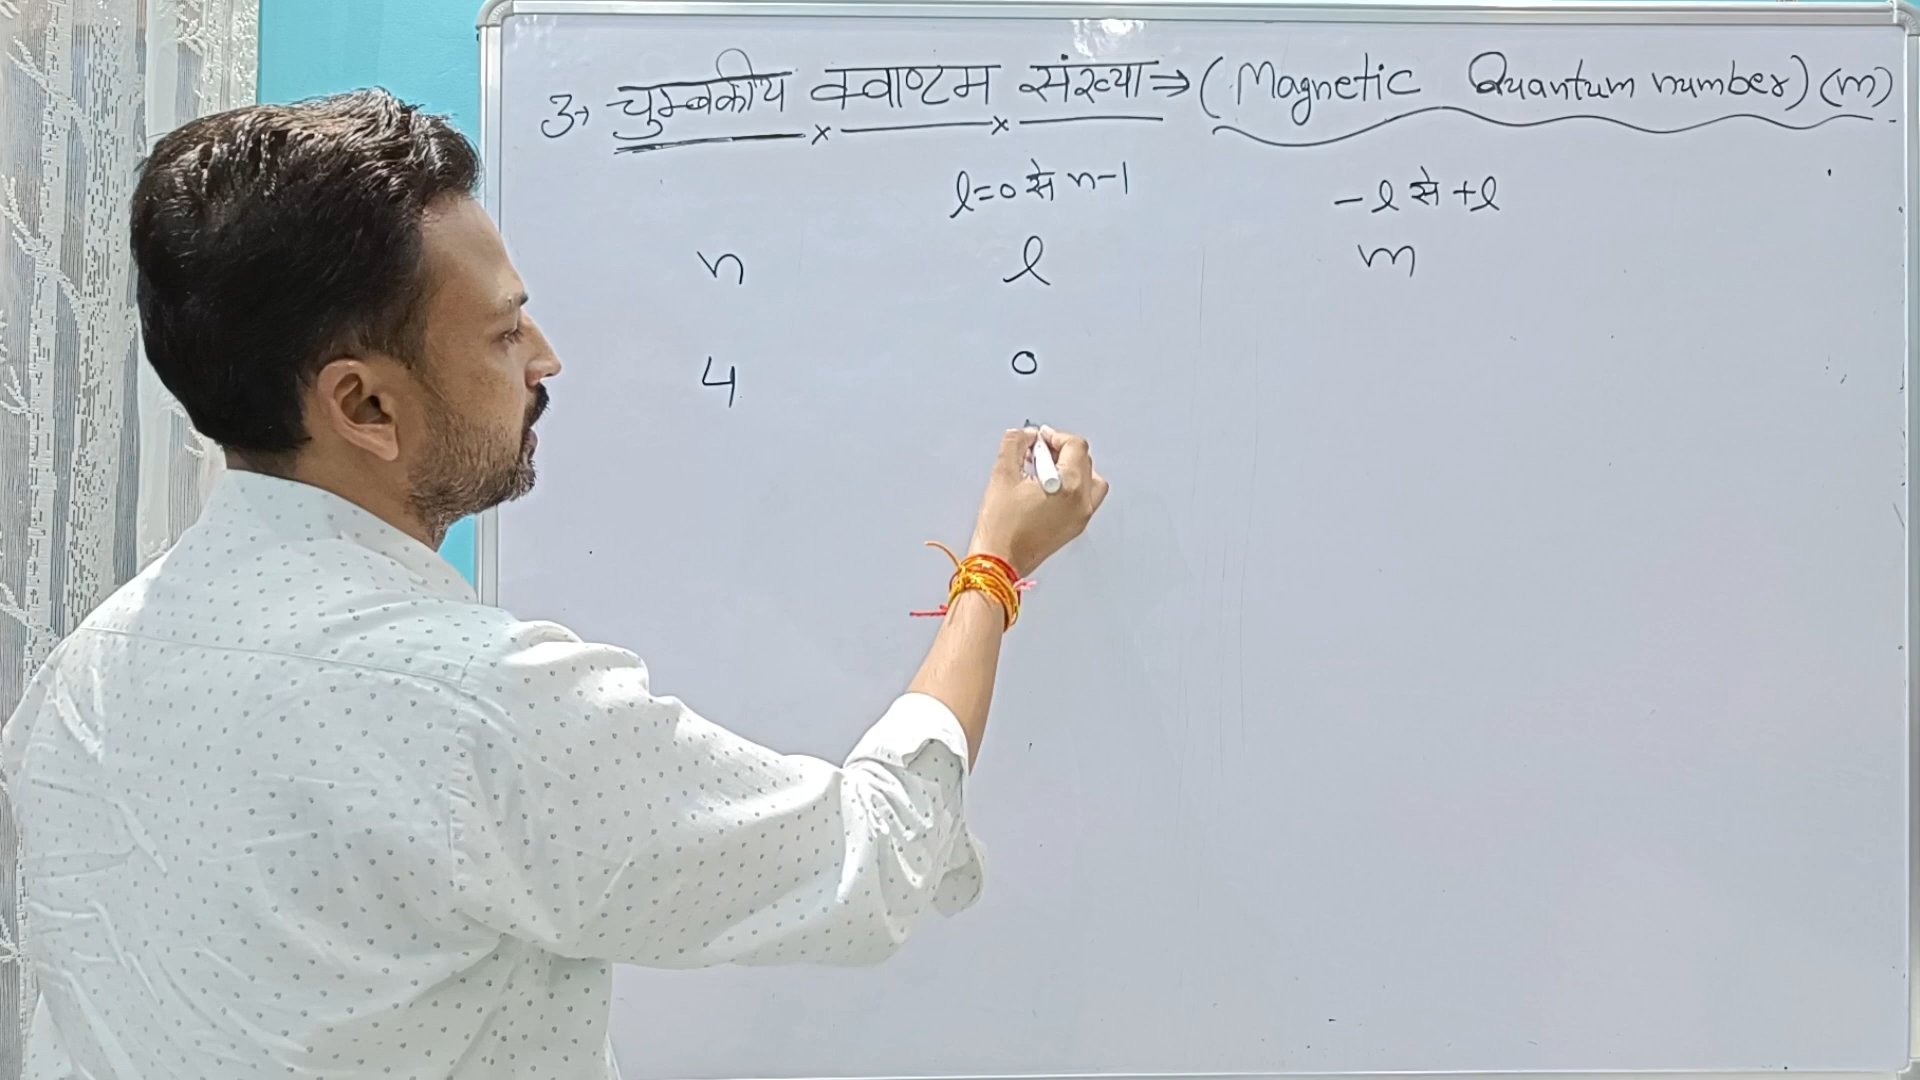 3→ चुम्बकीय क्वाण्टम संख्या ⇒ (Magnetic Quantum number) (m)
l=0 से n-1 -l से +l
n l m
4 0